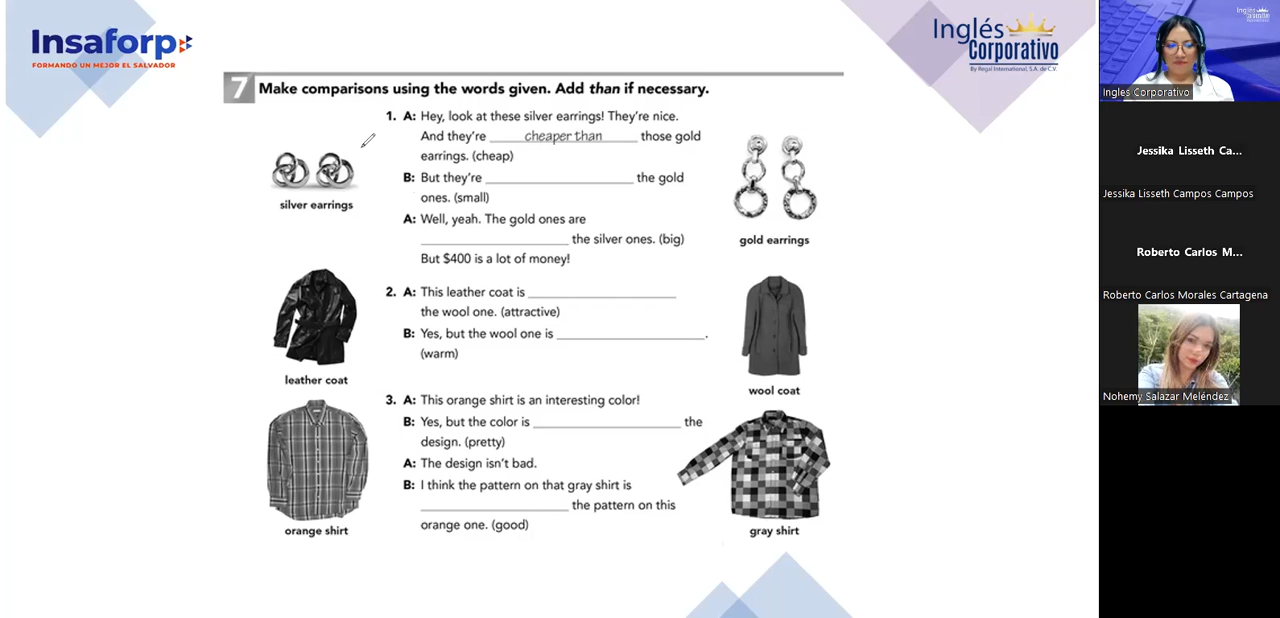 Insaforp
FORMANDO UN MEJOR EL SALVADOR
Inglés
Corporativo
By Regal International, S.A. de C.V.
7 Make comparisons using the words given. Add than if necessary.
1. A: Hey, look at these silver earrings! They're nice.
And they're cheaper than those gold
earrings. (cheap)
B: But they're ____________ the gold
ones. (small)
A: Well, yeah. The gold ones are
____________ the silver ones. (big)
But $400 is a lot of money!
silver earrings
gold earrings
2. A: This leather coat is ____________
the wool one. (attractive)
B: Yes, but the wool one is ____________.
(warm)
leather coat
wool coat
3. A: This orange shirt is an interesting color!
B: Yes, but the color is ____________ the
design. (pretty)
A: The design isn't bad.
B: I think the pattern on that gray shirt is
____________ the pattern on this
orange one. (good)
orange shirt
gray shirt
Inglés
Ingles Corporativo
Jessika Lisseth Ca...
Jessika Lisseth Campos Campos
Roberto Carlos M...
Roberto Carlos Morales Cartagena
Nohemy Salazar Meléndez